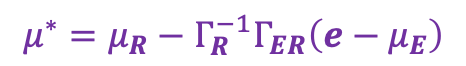 μ* = μ_R − Γ_R^{-1}Γ_{ER}(e − μ_E)